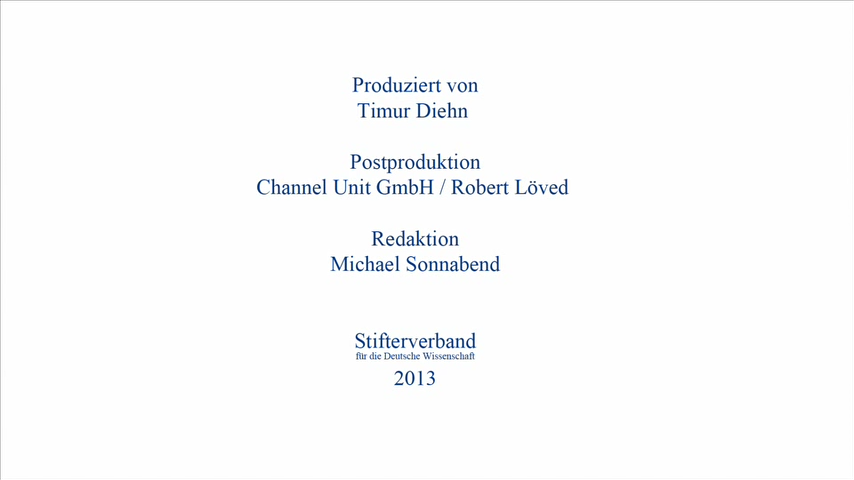 Produziert von
Timur Diehn
Postproduktion
Channel Unit GmbH / Robert Löved
Redaktion
Michael Sonnabend
Stifterverband
für die Deutsche Wissenschaft
2013